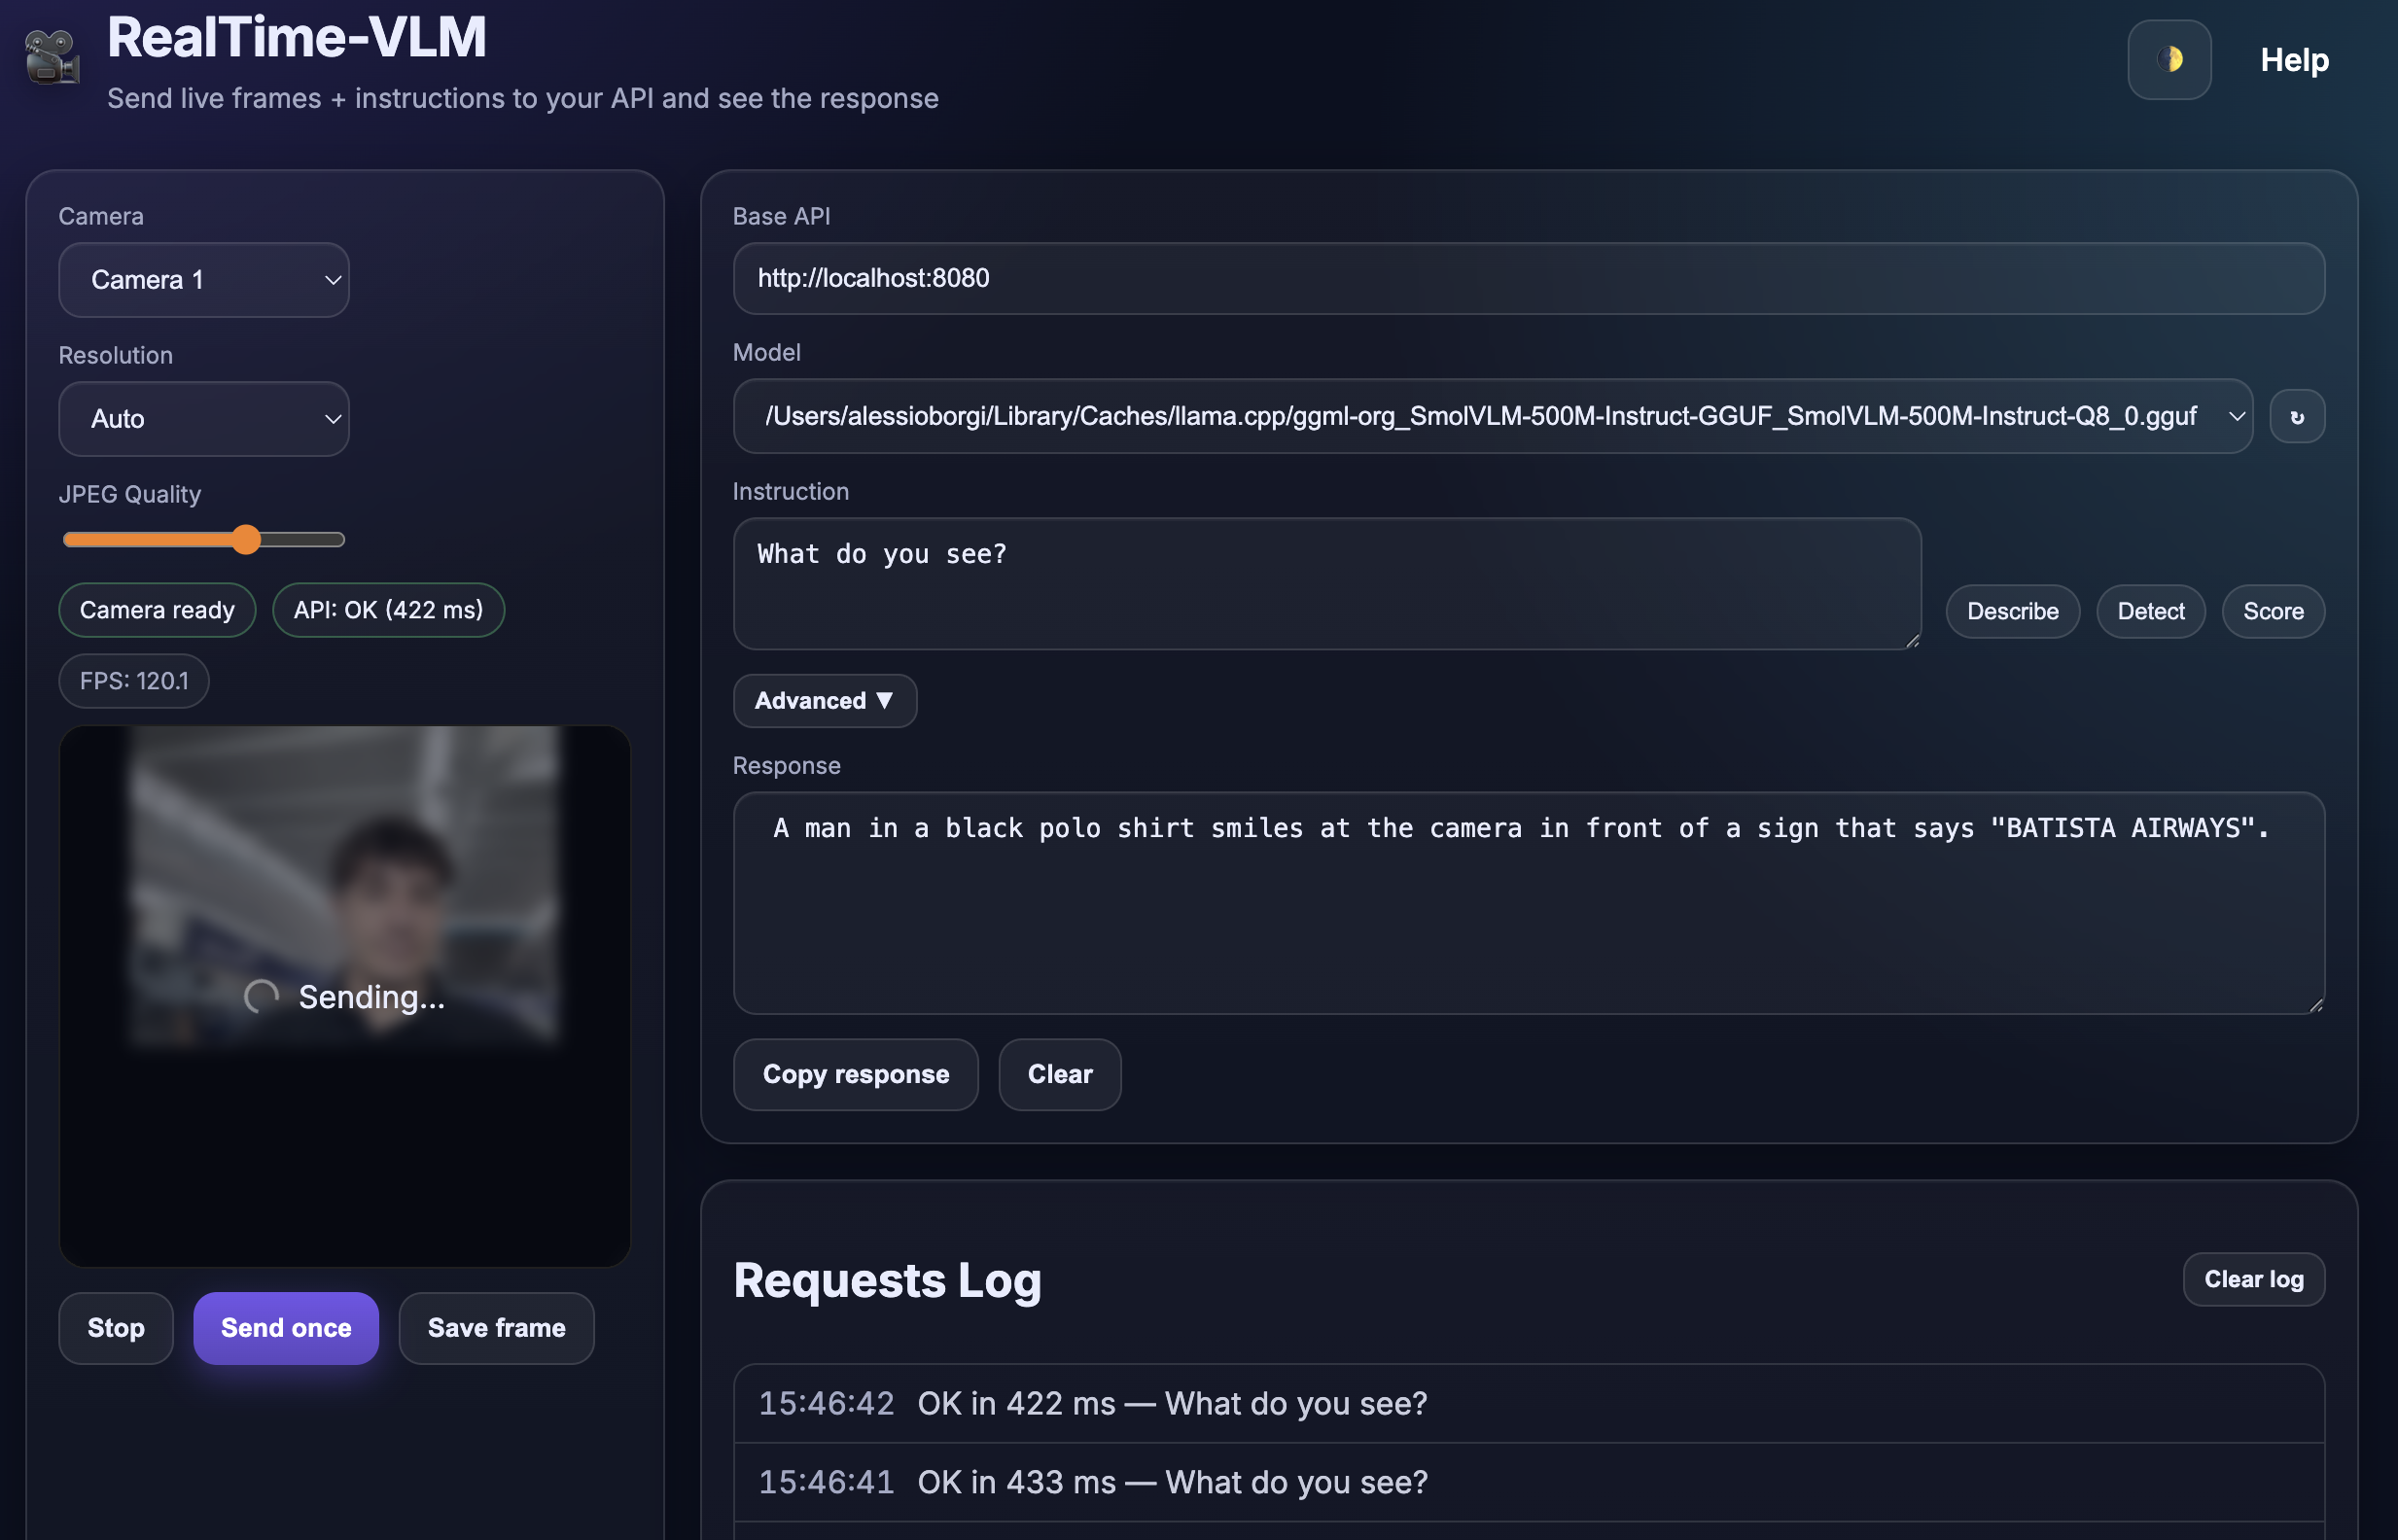 RealTime-VLM
Send live frames + instructions to your API and see the response
Help
Camera
Camera 1
Resolution
Auto
JPEG Quality
Camera ready
API: OK (422 ms)
FPS: 120.1
Sending...
Stop
Send once
Save frame
Base API
http://localhost:8080
Model
/Users/alessioborgi/Library/Caches/llama.cpp/ggml-org_SmolVLM-500M-Instruct-GGUF_SmolVLM-500M-Instruct-Q8_0.gguf
Instruction
What do you see?
Describe
Detect
Score
Advanced ▼
Response
A man in a black polo shirt smiles at the camera in front of a sign that says "BATISTA AIRWAYS".
Copy response
Clear
Requests Log
Clear log
15:46:42 OK in 422 ms — What do you see?
15:46:41 OK in 433 ms — What do you see?